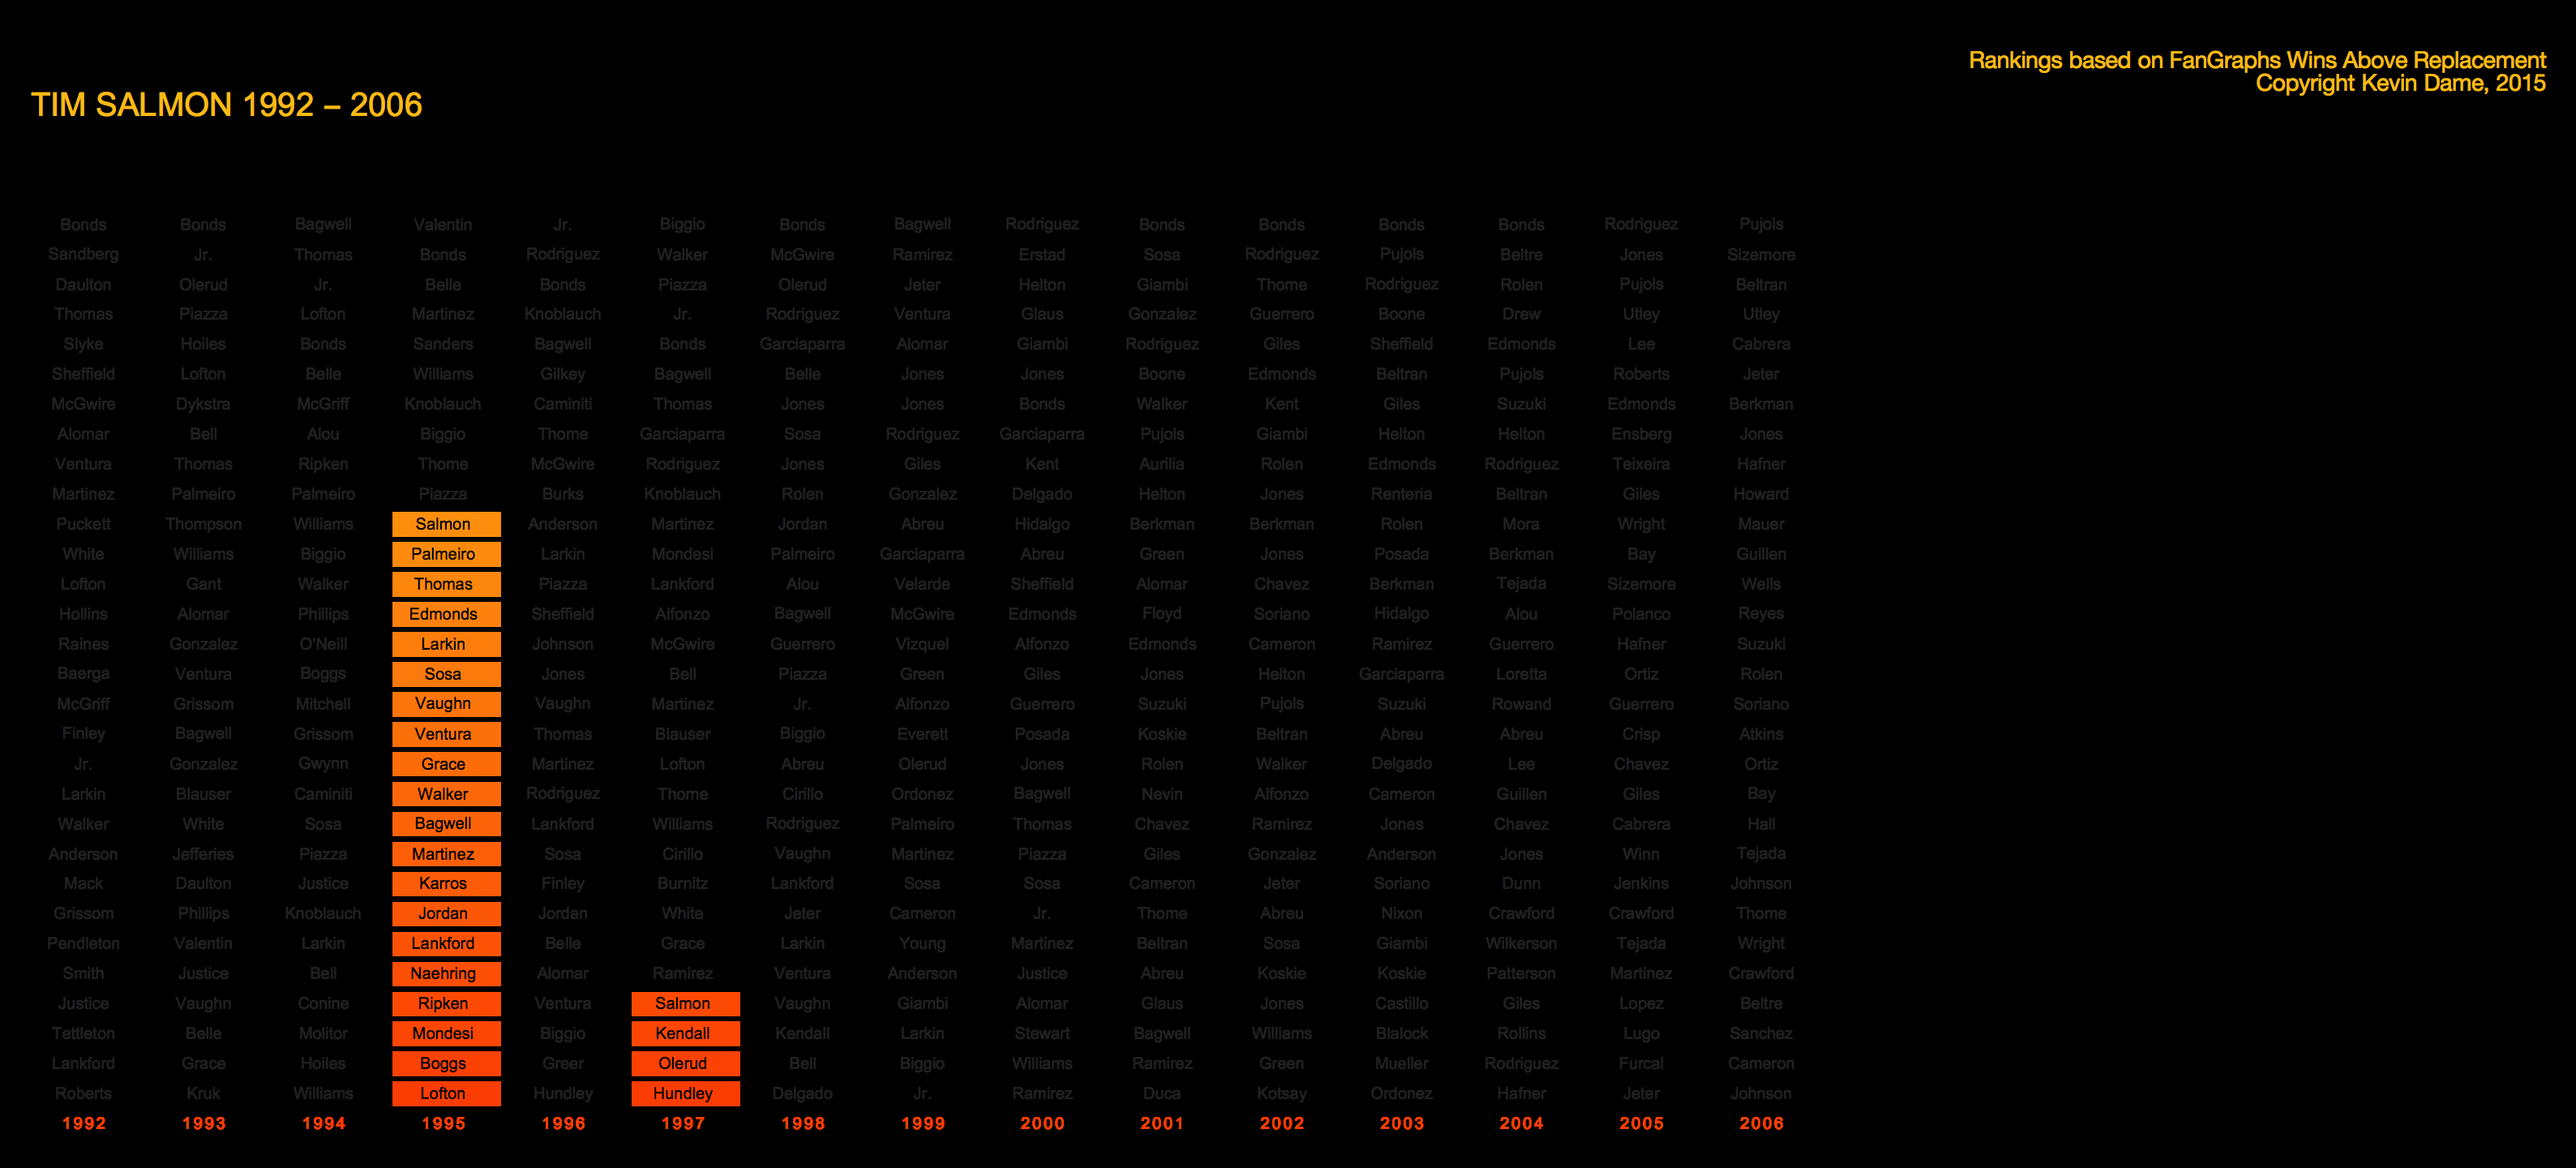 Rankings based on FanGraphs Wins Above Replacement
Copyright Kevin Dame, 2015
TIM SALMON 1992 – 2006
Bonds Bonds Bagwell Valentin Jr. Biggio Bonds Bagwell Rodriguez Bonds Bonds Bonds Bonds Rodriguez Pujols
Sandberg Jr. Thomas Bonds Rodriguez Walker McGwire Ramirez Erstad Sosa Rodriguez Pujols Beltre Jones Sizemore
Daulton Olerud Jr. Belle Bonds Piazza Olerud Jeter Helton Giambi Thome Rodriguez Rolen Pujols Beltran
Thomas Piazza Lofton Martinez Knoblauch Jr. Rodriguez Ventura Glaus Gonzalez Guerrero Boone Drew Utley Utley
Slyke Hoiles Bonds Sanders Bagwell Bonds Garciaparra Alomar Giambi Rodriguez Giles Sheffield Edmonds Lee Cabrera
Sheffield Lofton Belle Williams Gilkey Bagwell Belle Jones Jones Boone Edmonds Beltran Pujols Roberts Jeter
McGwire Dykstra McGriff Knoblauch Caminiti Thomas Jones Jones Bonds Walker Kent Giles Suzuki Edmonds Berkman
Alomar Bell Alou Biggio Thome Garciaparra Sosa Rodriguez Garciaparra Pujols Giambi Helton Helton Ensberg Jones
Ventura Thomas Ripken Thome McGwire Rodriguez Jones Giles Kent Aurilia Rolen Edmonds Rodriguez Teixeira Hafner
Martinez Palmeiro Palmeiro Piazza Burks Knoblauch Rolen Gonzalez Delgado Helton Jones Renteria Beltran Giles Howard
Puckett Thompson Williams Salmon Anderson Martinez Jordan Abreu Hidalgo Berkman Berkman Rolen Mora Wright Mauer
White Williams Biggio Palmeiro Larkin Mondesi Palmeiro Garciaparra Abreu Green Jones Posada Berkman Bay Guillen
Lofton Gant Walker Thomas Piazza Lankford Alou Velarde Sheffield Alomar Chavez Berkman Tejada Sizemore Wells
Hollins Alomar Phillips Edmonds Sheffield Alfonzo Bagwell McGwire Edmonds Floyd Soriano Hidalgo Alou Polanco Reyes
Raines Gonzalez O'Neill Larkin Johnson McGwire Guerrero Vizquel Alfonzo Edmonds Cameron Ramirez Guerrero Hafner Suzuki
Baerga Ventura Boggs Sosa Jones Bell Piazza Green Giles Jones Helton Garciaparra Loretta Ortiz Rolen
McGriff Grissom Mitchell Vaughn Vaughn Martinez Jr. Alfonzo Guerrero Suzuki Pujols Suzuki Rowand Guerrero Soriano
Finley Bagwell Grissom Ventura Thomas Blauser Biggio Everett Posada Koskie Beltran Abreu Abreu Crisp Atkins
Jr. Gonzalez Gwynn Grace Martinez Lofton Abreu Olerud Jones Rolen Walker Delgado Lee Chavez Ortiz
Larkin Blauser Caminiti Walker Rodriguez Thome Cirillo Ordonez Bagwell Nevin Alfonzo Cameron Guillen Giles Bay
Walker White Sosa Bagwell Lankford Williams Rodriguez Palmeiro Thomas Chavez Ramirez Jones Chavez Cabrera Hall
Anderson Jefferies Piazza Martinez Sosa Cirillo Vaughn Martinez Piazza Giles Gonzalez Anderson Jones Winn Tejada
Mack Daulton Justice Karros Finley Burnitz Lankford Sosa Sosa Cameron Jeter Soriano Dunn Jenkins Johnson
Grissom Phillips Knoblauch Jordan Jordan White Jeter Cameron Jr. Thome Abreu Nixon Crawford Crawford Thome
Pendleton Valentin Larkin Lankford Belle Grace Larkin Young Martinez Beltran Sosa Giambi Wilkerson Tejada Wright
Smith Justice Bell Naehring Alomar Ramirez Ventura Anderson Justice Abreu Koskie Koskie Patterson Martinez Crawford
Justice Vaughn Conine Ripken Ventura Salmon Vaughn Giambi Alomar Glaus Jones Castillo Giles Lopez Beltre
Tettleton Belle Molitor Mondesi Biggio Kendall Kendall Larkin Stewart Bagwell Williams Blalock Rollins Lugo Sanchez
Lankford Grace Hoiles Boggs Greer Olerud Bell Biggio Williams Ramirez Green Mueller Rodriguez Furcal Cameron
Roberts Kruk Williams Lofton Hundley Hundley Delgado Jr. Ramirez Duca Kotsay Ordonez Hafner Jeter Johnson
1992 1993 1994 1995 1996 1997 1998 1999 2000 2001 2002 2003 2004 2005 2006